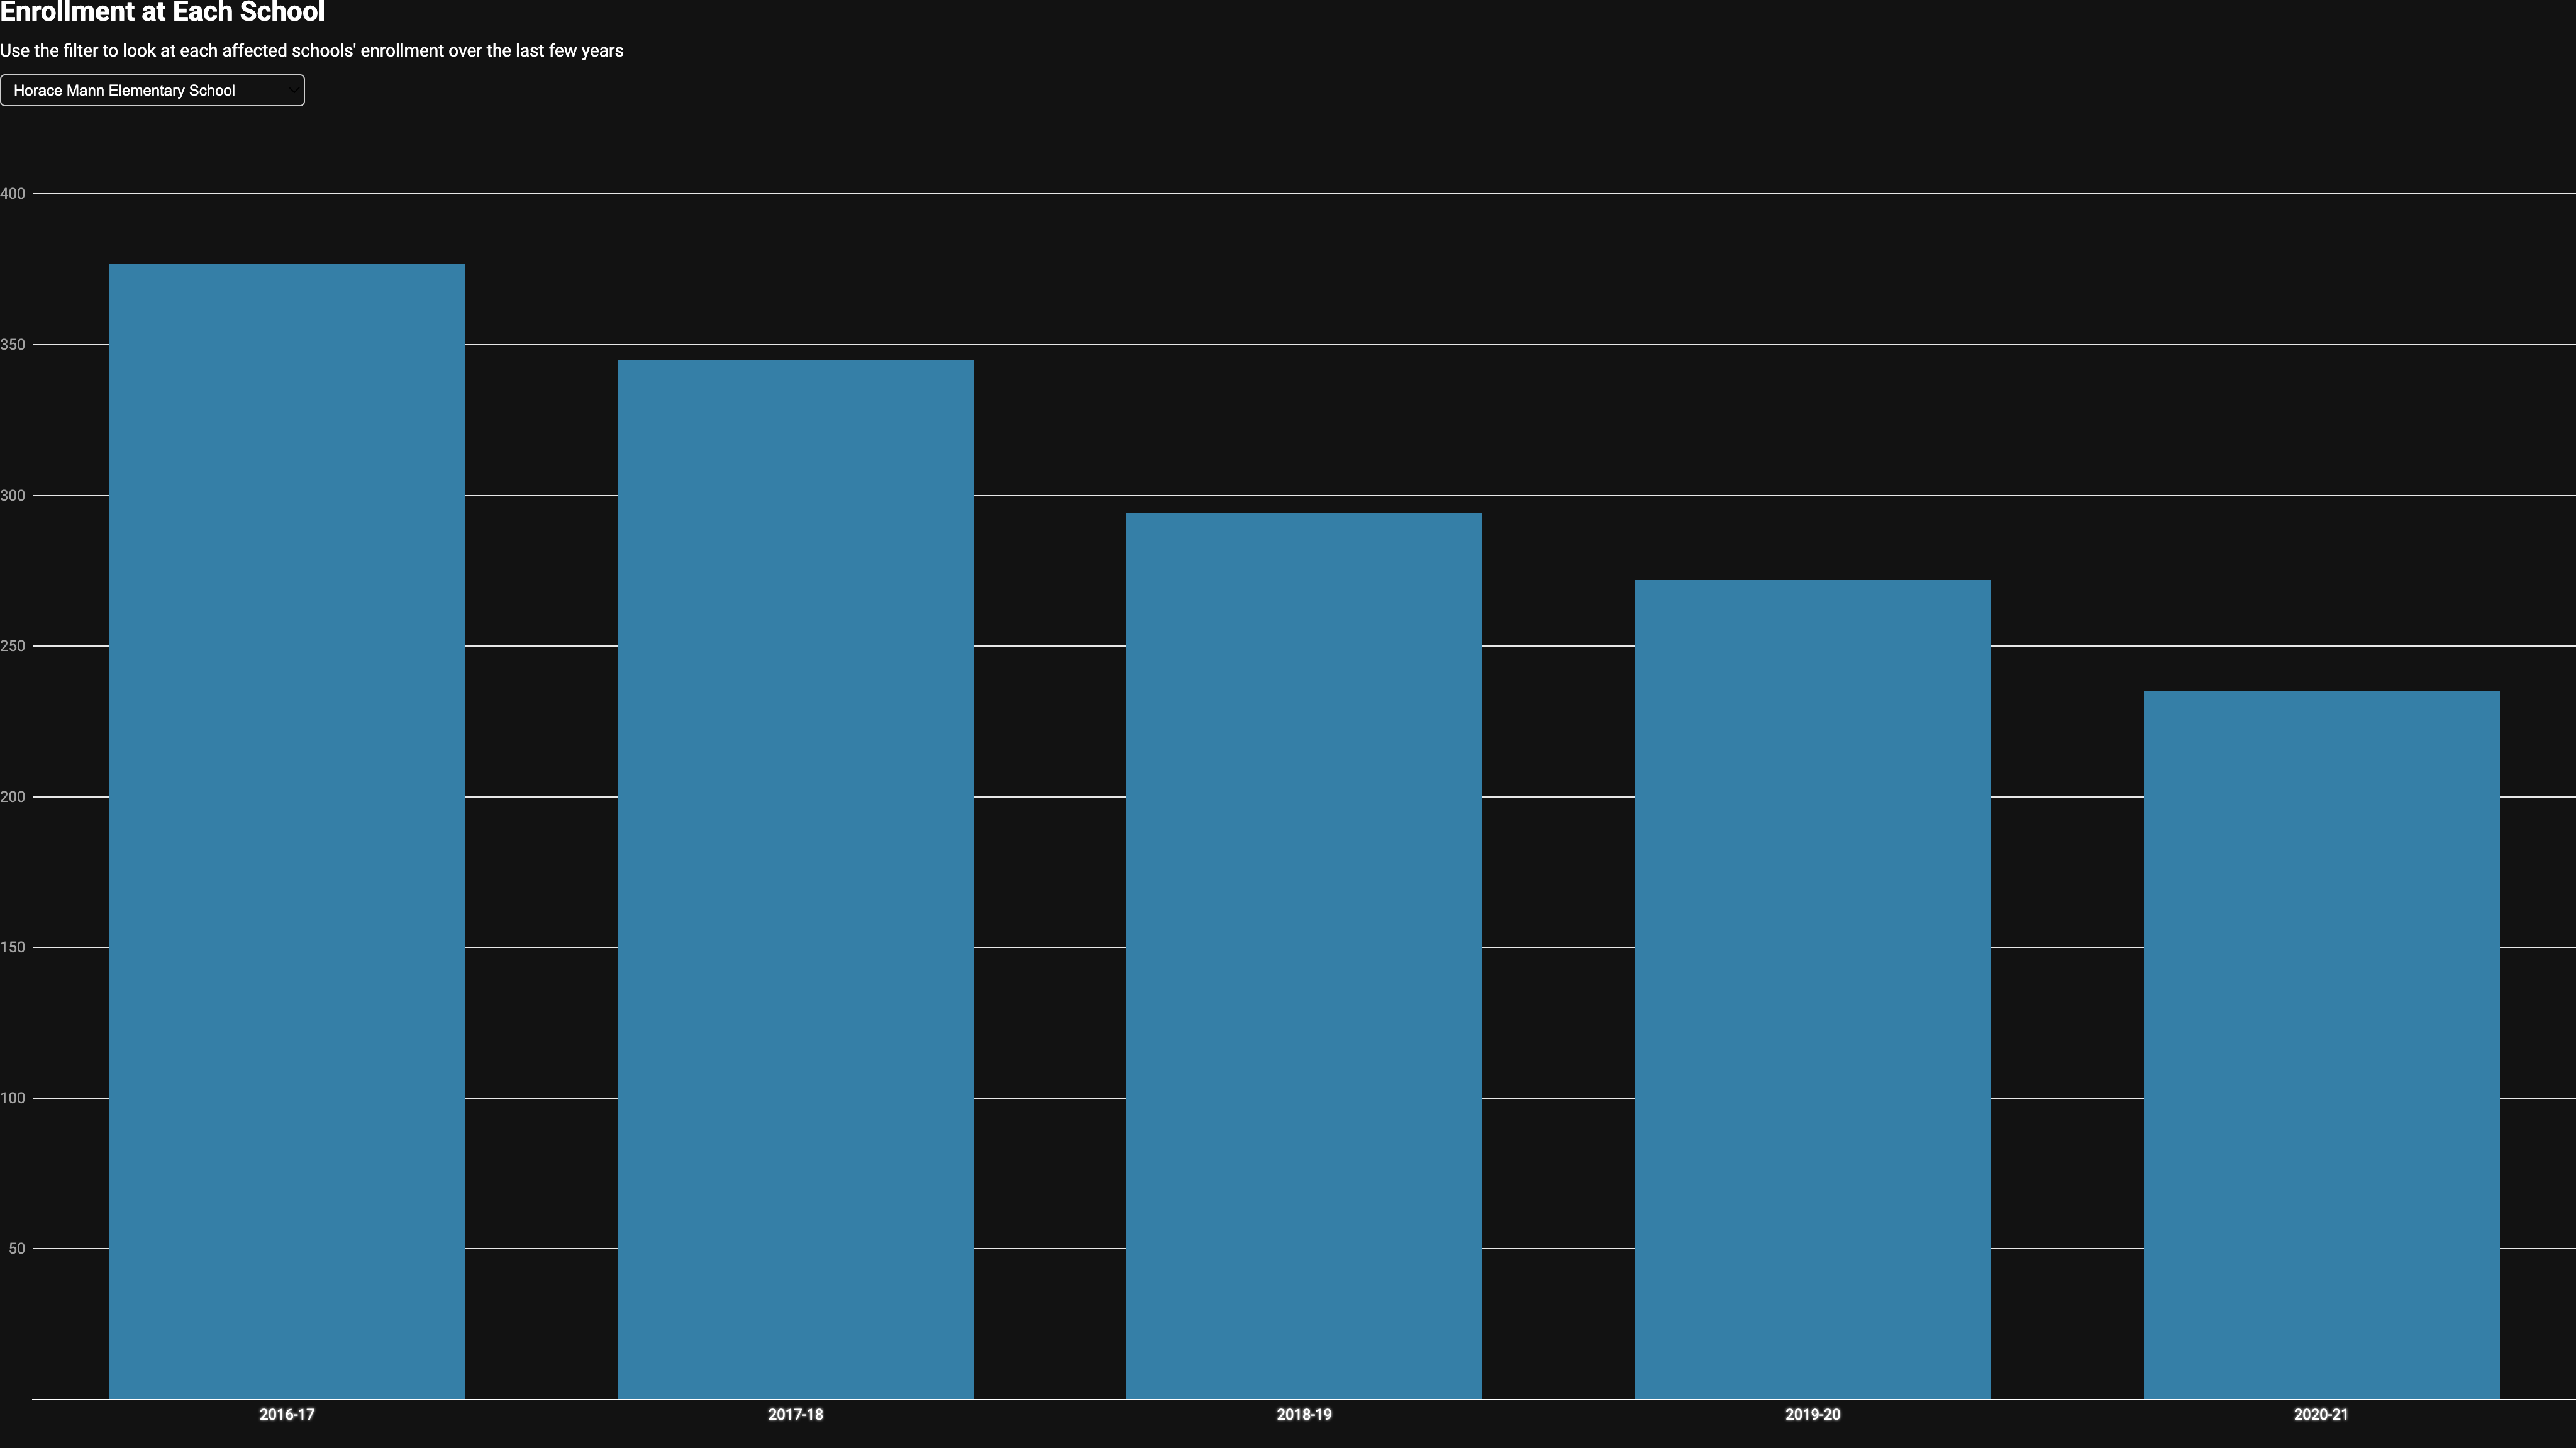 Enrollment at Each School
Use the filter to look at each affected schools' enrollment over the last few years
Horace Mann Elementary School
400
350
300
250
200
150
100
50
2016-17 2017-18 2018-19 2019-20 2020-21